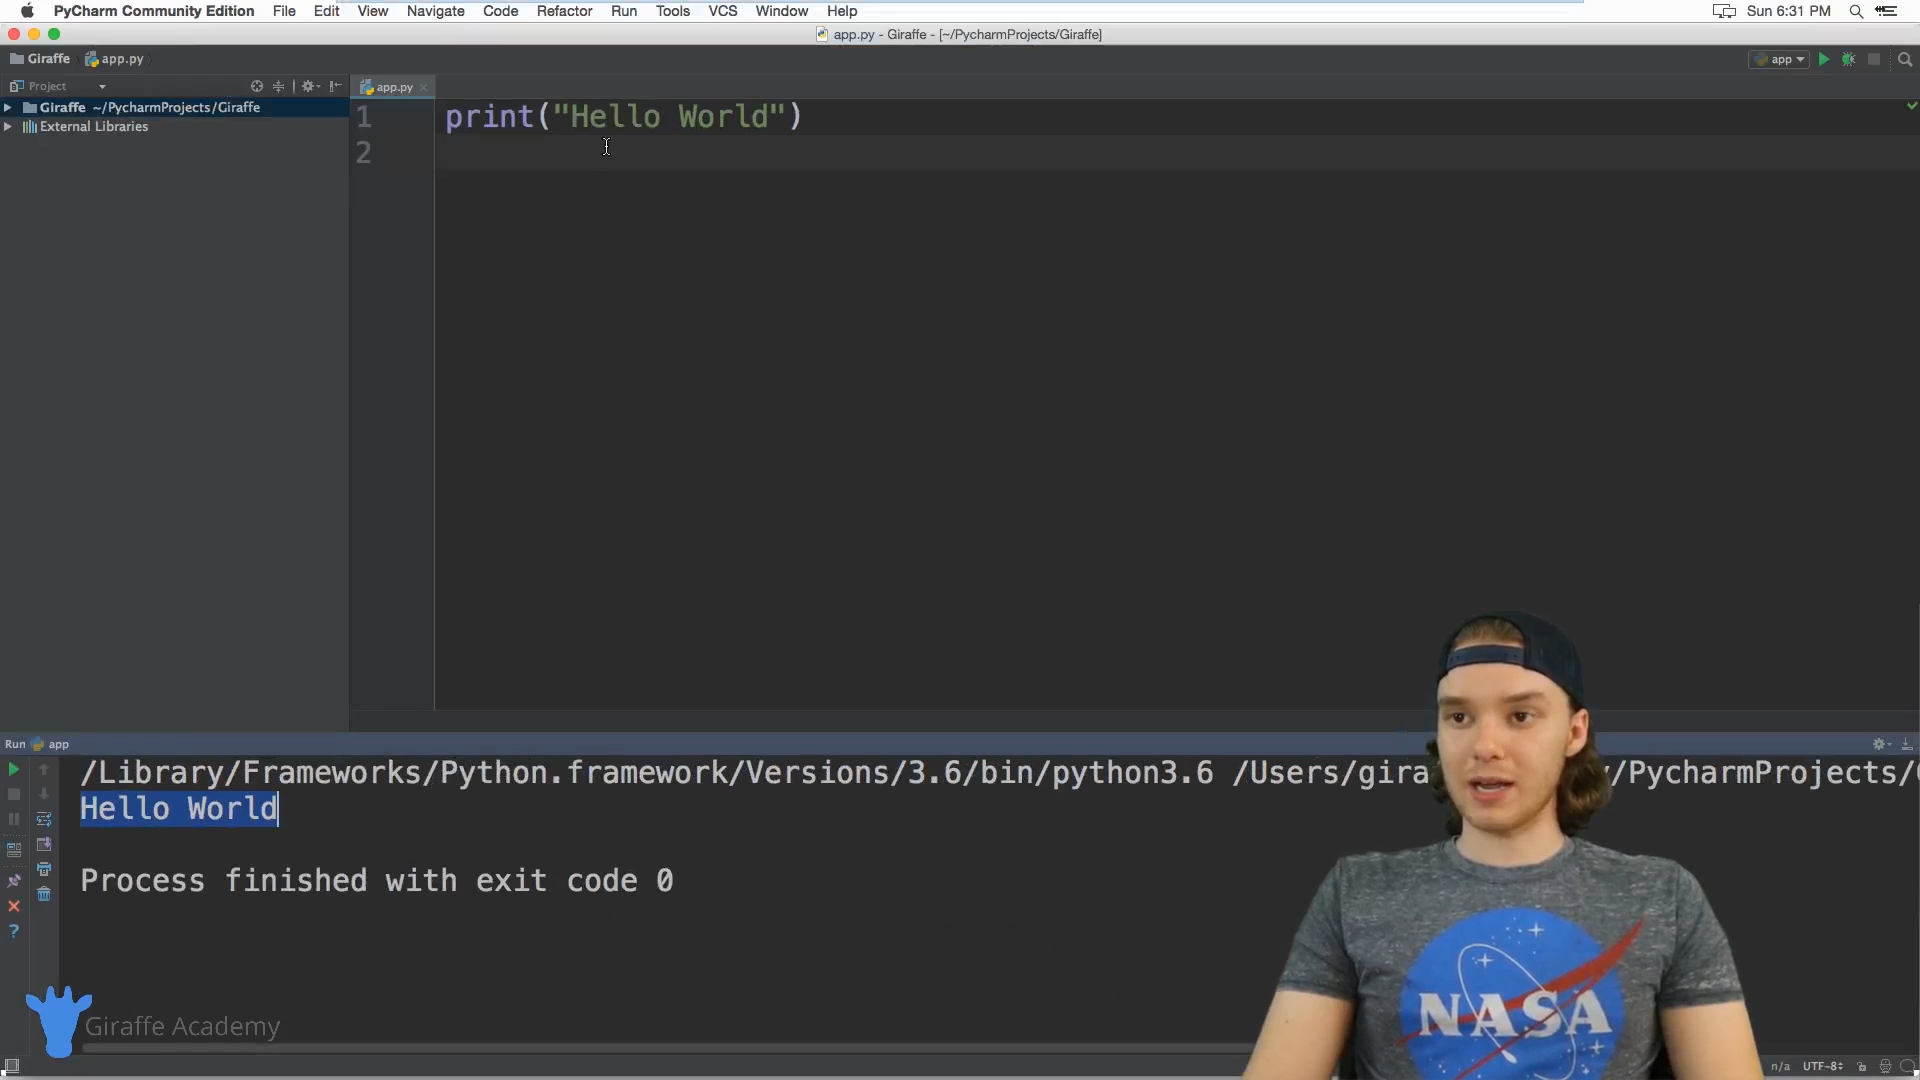 PyCharm Community Edition File Edit View Navigate Code Refactor Run Tools VCS Window Help Sun 6:31 PM
app.py - Giraffe - [~/PycharmProjects/Giraffe]
Giraffe app.py app
Project app.py
Giraffe ~/PycharmProjects/Giraffe
External Libraries
1 print("Hello World")
2
Run app
/Library/Frameworks/Python.framework/Versions/3.6/bin/python3.6 /Users/gira /PycharmProjects/
Hello World
Process finished with exit code 0
NASA
Giraffe Academy
n/a UTF-8